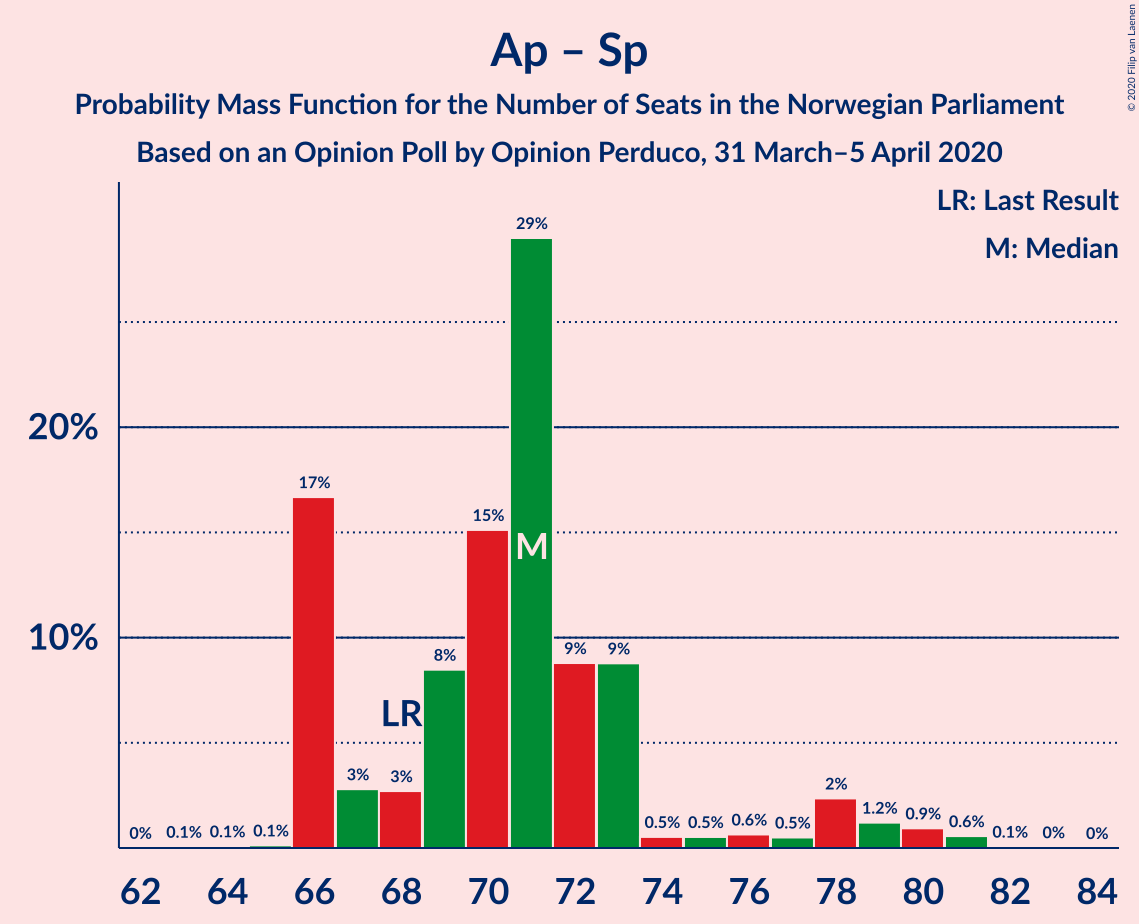 Ap – Sp
Probability Mass Function for the Number of Seats in the Norwegian Parliament
Based on an Opinion Poll by Opinion Perduco, 31 March–5 April 2020
© 2020 Filip van Laenen
LR: Last Result
M: Median
20%
10%
0% 0.1% 0.1% 0.1% 17% 3% 3% 8% 15% 29% 9% 9% 0.5% 0.5% 0.6% 0.5% 2% 1.2% 0.9% 0.6% 0.1% 0% 0%
LR
M
62 64 66 68 70 72 74 76 78 80 82 84